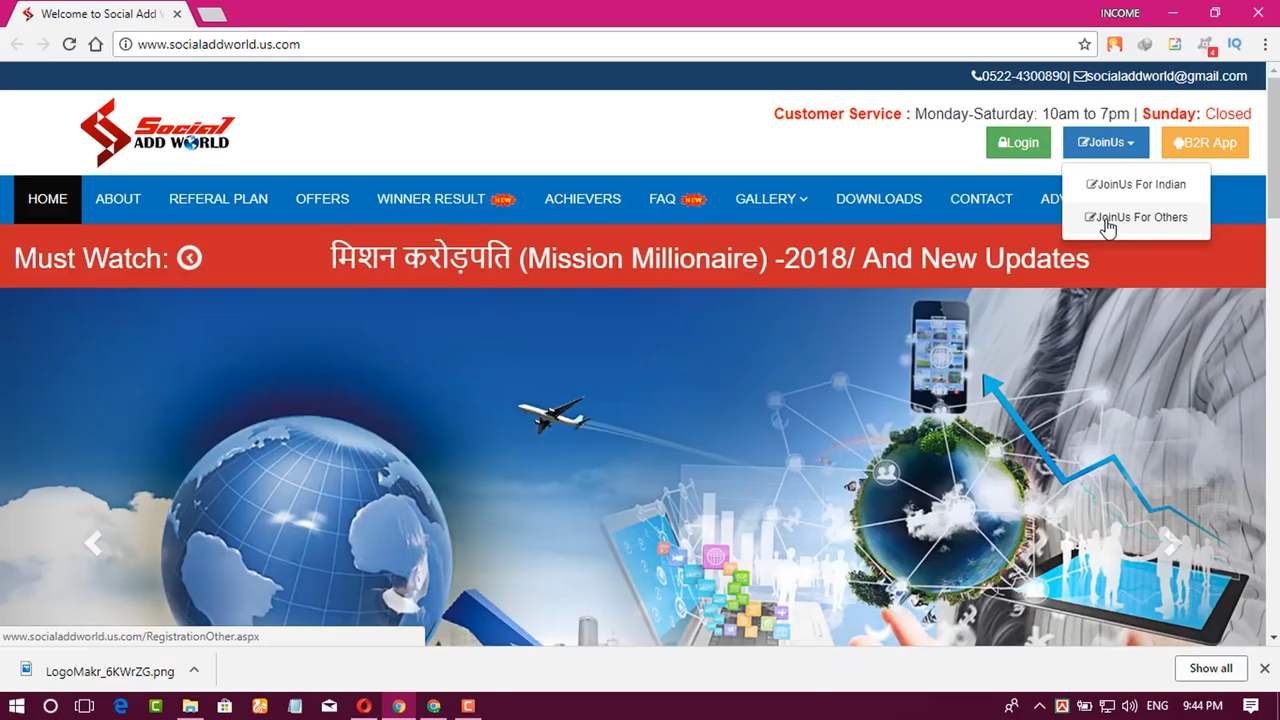 Welcome to Social Add W
INCOME
www.socialaddworld.us.com
4
IQ
0522-4300890| socialaddworld@gmail.com
Social
ADD WORLD
Customer Service : Monday-Saturday: 10am to 7pm | Sunday: Closed
Login
JoinUs
B2R App
JoinUs For Indian
JoinUs For Others
HOME
ABOUT
REFERAL PLAN
OFFERS
WINNER RESULT NEW
ACHIEVERS
FAQ NEW
GALLERY
DOWNLOADS
CONTACT
ADV
Must Watch:
मिशन करोड़पति (Mission Millionaire) -2018/ And New Updates
www.socialaddworld.us.com/RegistrationOther.aspx
LogoMakr_6KWrZG.png
Show all
ENG
9:44 PM